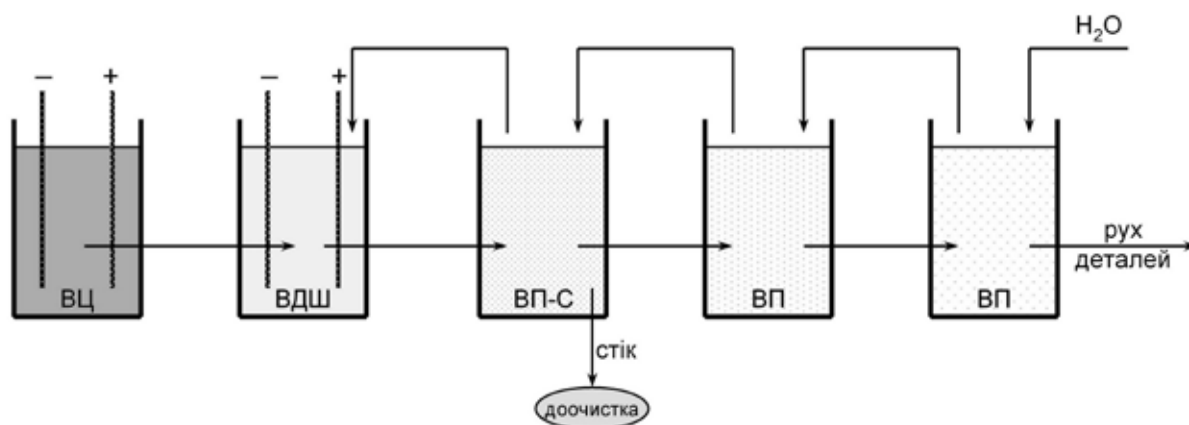 H₂O
– + – +
рух
деталей
ВЦ ВДШ ВП-С ВП ВП
стік
доочистка